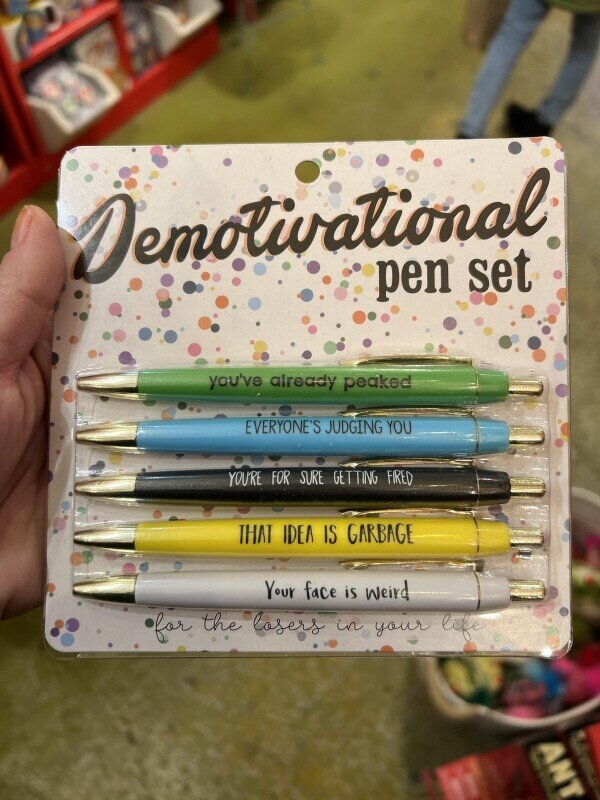 Demotivational
pen set
you've already peaked
EVERYONE'S JUDGING YOU
YOU'RE FOR SURE GETTING FIRED
THAT IDEA IS GARBAGE
Your face is weird
for the losers in your life
ANT